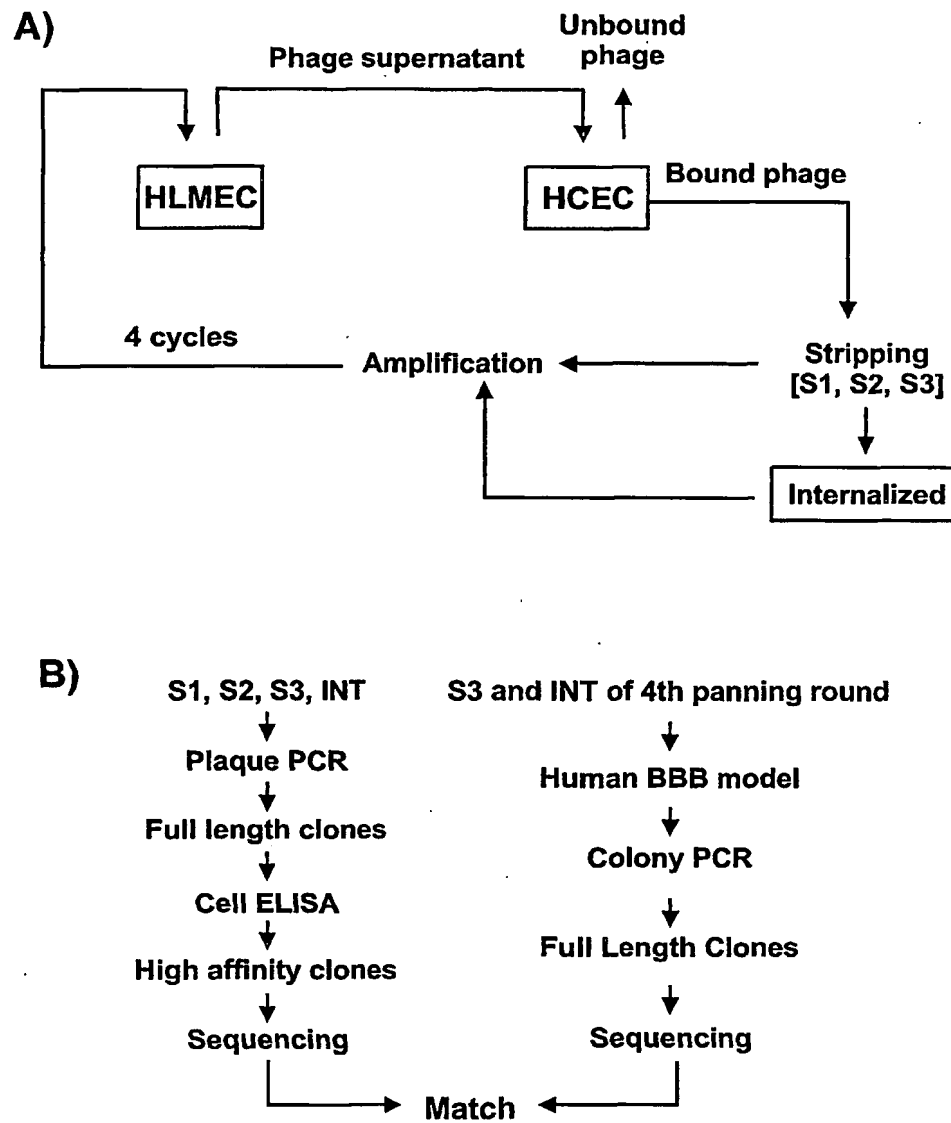 A)
Unbound
phage
Phage supernatant
HLMEC
HCEC
Bound phage
4 cycles
Amplification
Stripping
[S1, S2, S3]
Internalized
B)
S1, S2, S3, INT
Plaque PCR
Full length clones
Cell ELISA
High affinity clones
Sequencing
S3 and INT of 4th panning round
Human BBB model
Colony PCR
Full Length Clones
Sequencing
Match